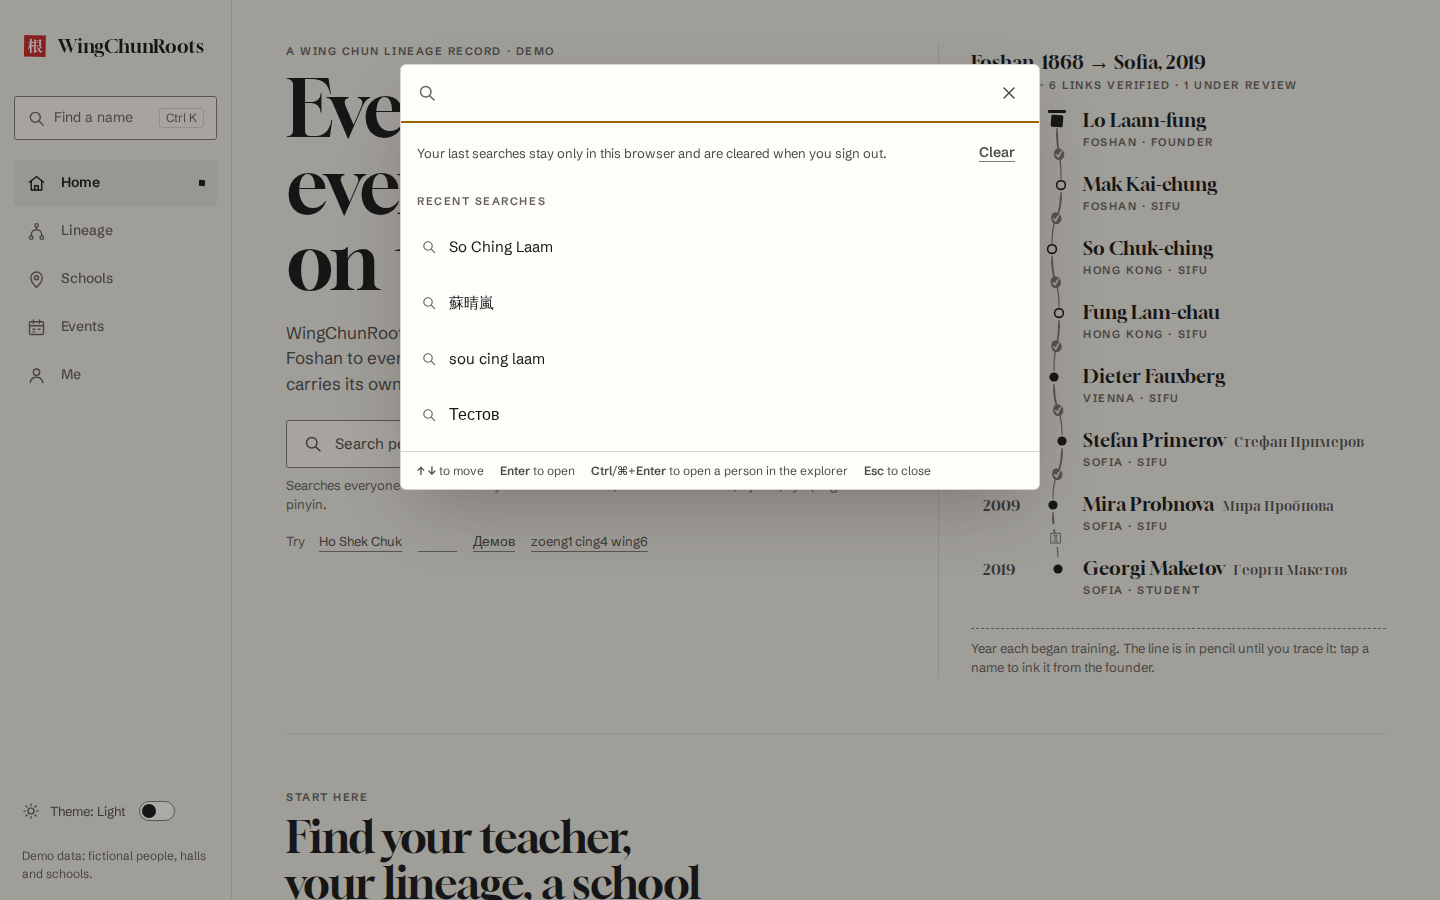 根 WingChunRoots
Find a name Ctrl K
Home
Lineage
Schools
Events
Me
Theme: Light
Demo data: fictional people, halls
and schools.
A WING CHUN LINEAGE RECORD · DEMO
on
WingChunRoo
Foshan to ever
carries its own
Search pe
Searches everyone
pinyin.
Try Ho Shek Chuk Демов zoeng1 cing4 wing6
Your last searches stay only in this browser and are cleared when you sign out. Clear
RECENT SEARCHES
So Ching Laam
蘇晴嵐
sou cing laam
Тестов
↑↓ to move Enter to open Ctrl/⌘+Enter to open a person in the explorer Esc to close
Foshan, 1868 → Sofia, 2019
· 6 LINKS VERIFIED · 1 UNDER REVIEW
Lo Laam-fung
FOSHAN · FOUNDER
Mak Kai-chung
FOSHAN · SIFU
So Chuk-ching
HONG KONG · SIFU
Fung Lam-chau
HONG KONG · SIFU
Dieter Fauxberg
VIENNA · SIFU
Stefan Primerov Стефан Примеров
SOFIA · SIFU
2009 Mira Probnova Мира Пробнова
SOFIA · SIFU
2019 Georgi Maketov Георги Макетов
SOFIA · STUDENT
Year each began training. The line is in pencil until you trace it: tap a
name to ink it from the founder.
START HERE
Find your teacher,
your lineage, a school